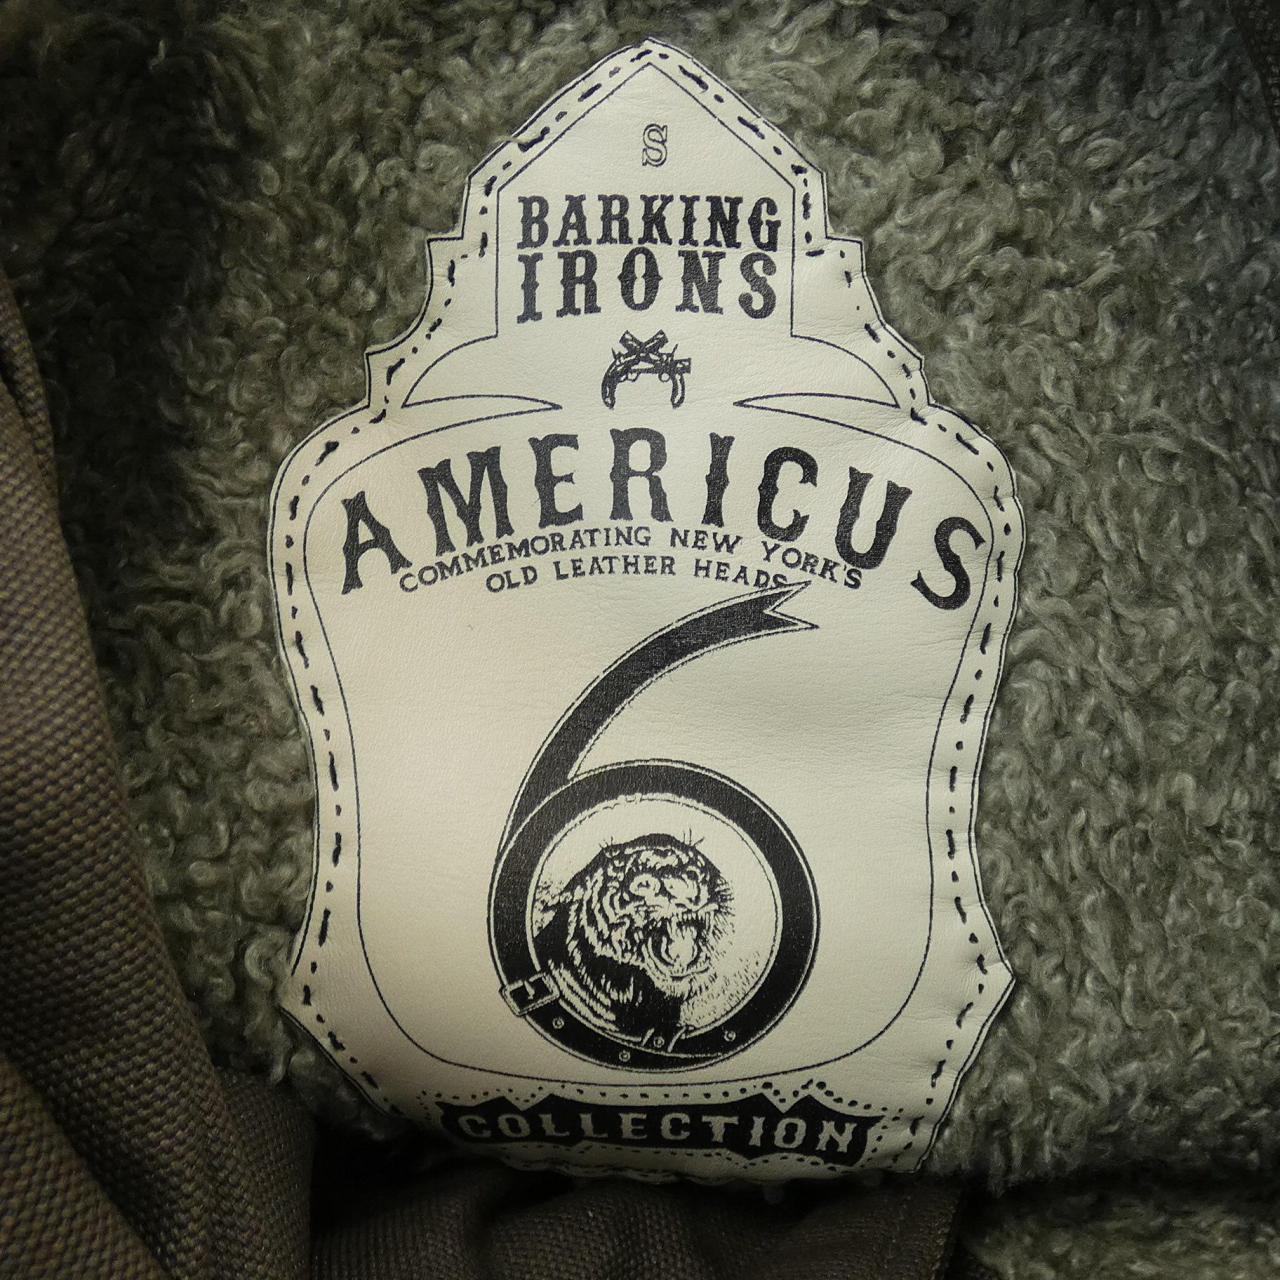 S
BARKING
IRONS
AMERICUS
COMMEMORATING NEW YORK'S
OLD LEATHER HEADS
6
COLLECTION